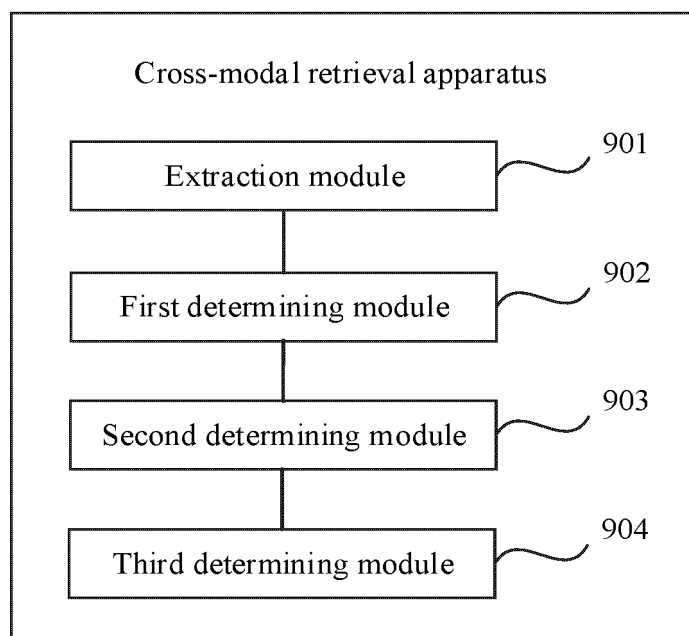 Cross-modal retrieval apparatus
901
Extraction module
902
First determining module
903
Second determining module
904
Third determining module